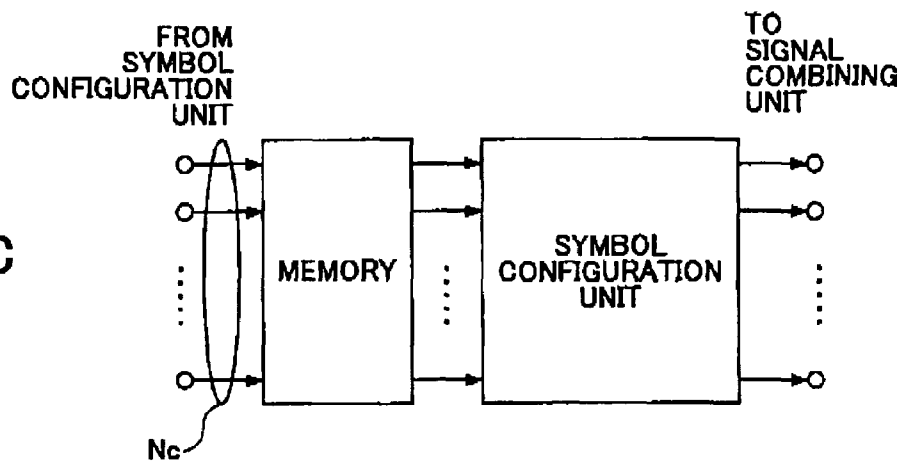 FROM
SYMBOL
CONFIGURATION
UNIT
TO
SIGNAL
COMBINING
UNIT
C
MEMORY
SYMBOL
CONFIGURATION
UNIT
Nc